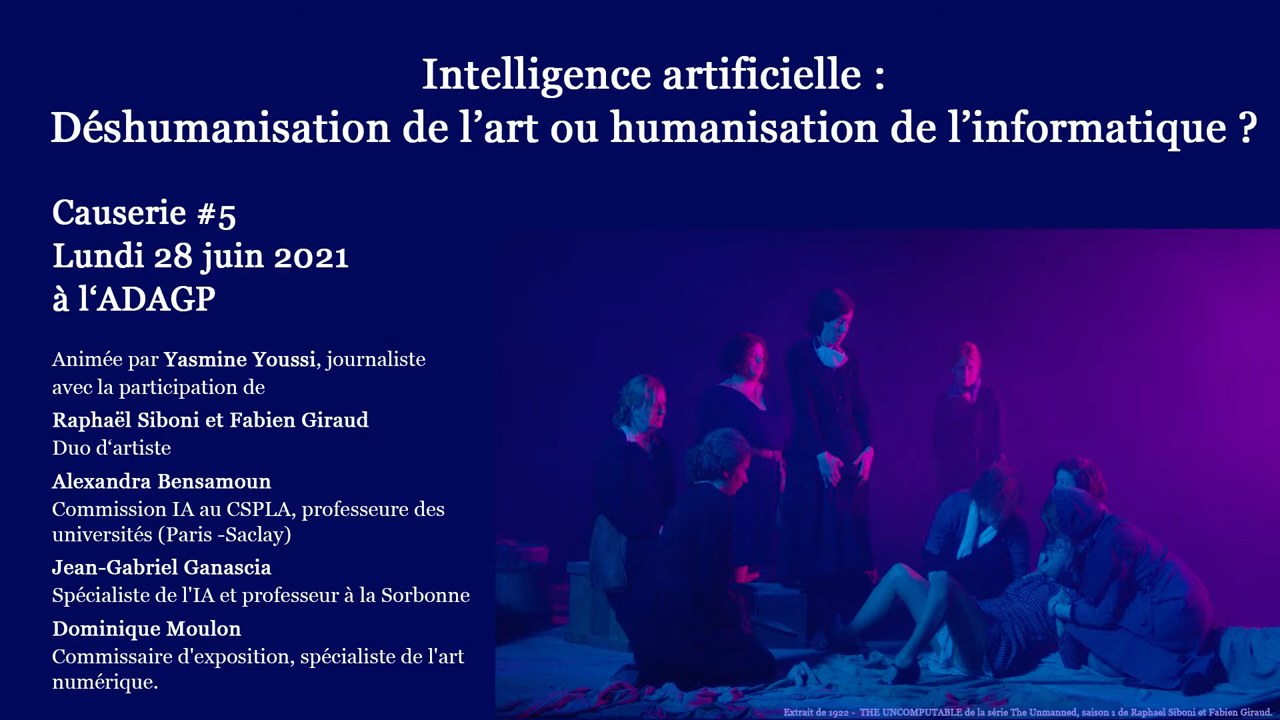 Intelligence artificielle :
Déshumanisation de l’art ou humanisation de l’informatique ?
Causerie #5
Lundi 28 juin 2021
à l‘ADAGP
Animée par Yasmine Youssi, journaliste
avec la participation de
Raphaël Siboni et Fabien Giraud
Duo d‘artiste
Alexandra Bensamoun
Commission IA au CSPLA, professeure des
universités (Paris -Saclay)
Jean-Gabriel Ganascia
Spécialiste de l'IA et professeur à la Sorbonne
Dominique Moulon
Commissaire d'exposition, spécialiste de l'art
numérique.
Extrait de 1922 - THE UNCOMPUTABLE de la série The Unmanned, saison 1 de Raphael Siboni et Fabien Giraud.